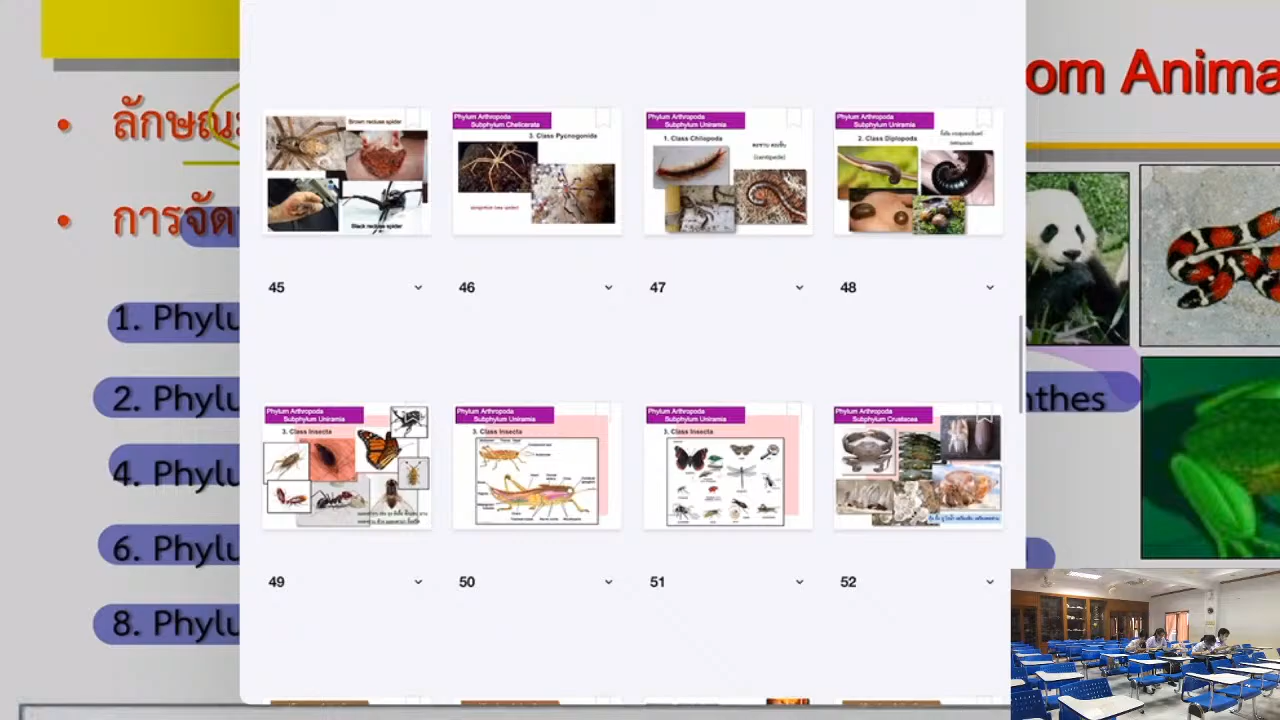 om Anima
ลักษณ
การจัด
1. Phylu
2. Phylu
nthes
4. Phylu
6. Phylu
8. Phylu
Brown recluse spider
Black recluse spider
45
Phylum Arthropoda
Subphylum Chelicerata
3. Class Pycnogonida
46
Phylum Arthropoda
Subphylum Uniramia
1. Class Chilopoda
(centipede)
47
Phylum Arthropoda
Subphylum Uniramia
2. Class Diplopoda
48
Phylum Arthropoda
Subphylum Uniramia
3. Class Insecta
49
Phylum Arthropoda
Subphylum Uniramia
3. Class Insecta
50
Phylum Arthropoda
Subphylum Uniramia
3. Class Insecta
51
Phylum Arthropoda
Subphylum Crustacea
52